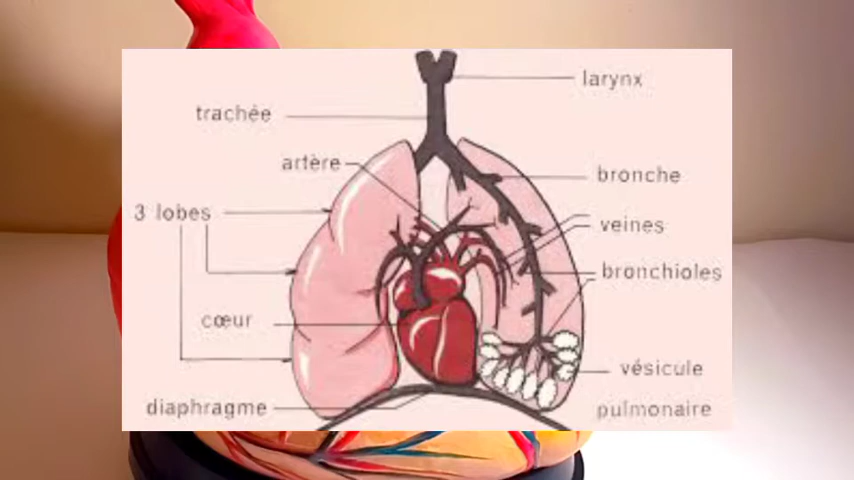 larynx
trachée
artère
bronche
3 lobes
veines
bronchioles
cœur
vésicule
pulmonaire
diaphragme